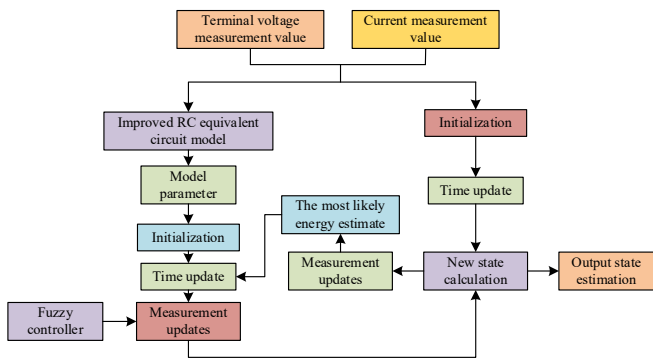 Terminal voltage
measurement value
Current measurement
value
Improved RC equivalent
circuit model
Initialization
Model
parameter
Time update
The most likely
energy estimate
Initialization
Time update
Measurement
updates
New state
calculation
Output state
estimation
Fuzzy
controller
Measurement
updates